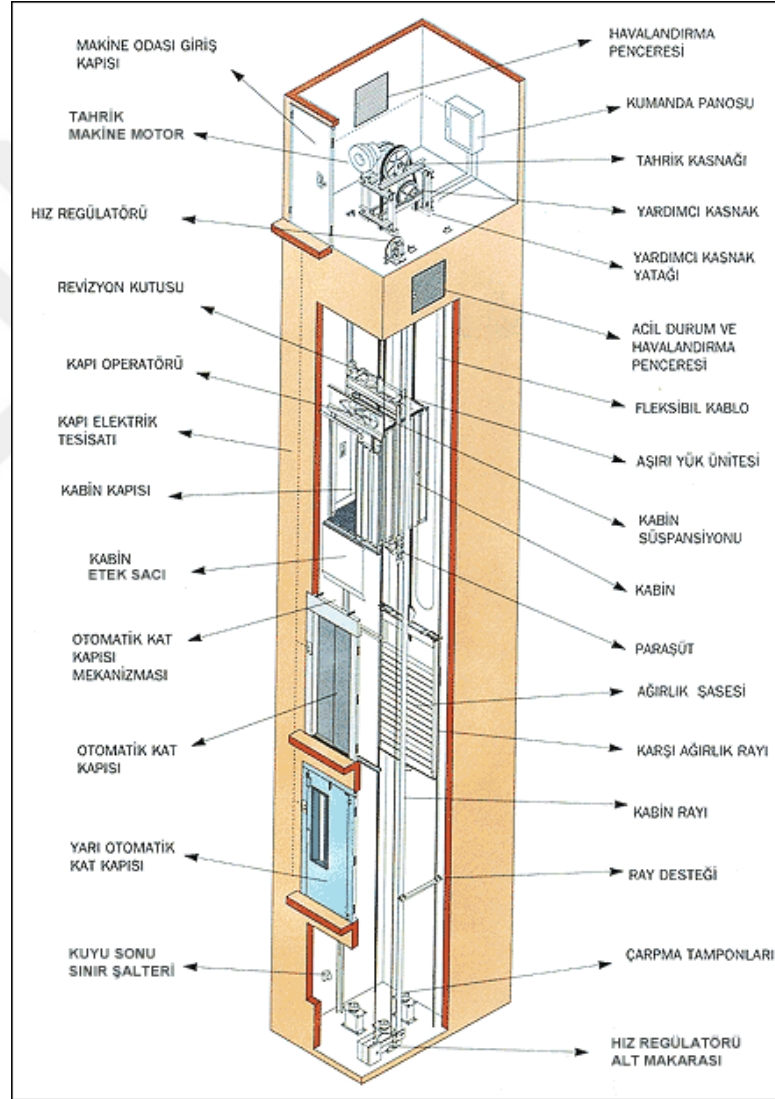 MAKİNE ODASI GİRİŞ
KAPISI
TAHRİK
MAKİNE MOTOR
HIZ REGÜLATÖRÜ
REVİZYON KUTUSU
KAPI OPERATÖRÜ
KAPI ELEKTRİK
TESİSATI
KABİN KAPISI
KABİN
ETEK SACI
OTOMATİK KAT
KAPISI
MEKANİZMASI
OTOMATİK KAT
KAPISI
YARI OTOMATİK
KAT KAPISI
KUYU SONU
SINIR ŞALTERİ
HAVALANDIRMA
PENCERESİ
KUMANDA PANOSU
TAHRİK KASNAĞI
YARDIMCI KASNAK
YARDIMCI KASNAK
YATAĞI
ACİL DURUM VE
HAVALANDIRMA
PENCERESİ
FLEKSİBIL KABLO
AŞIRI YÜK ÜNİTESİ
KABİN
SÜSPANSİYONU
KABİN
PARAŞÜT
AĞIRLIK ŞASESİ
KARŞI AĞIRLIK RAYI
KABİN RAYI
RAY DESTEĞİ
ÇARPMA TAMPONLARI
HIZ REGÜLATÖRÜ
ALT MAKARASI